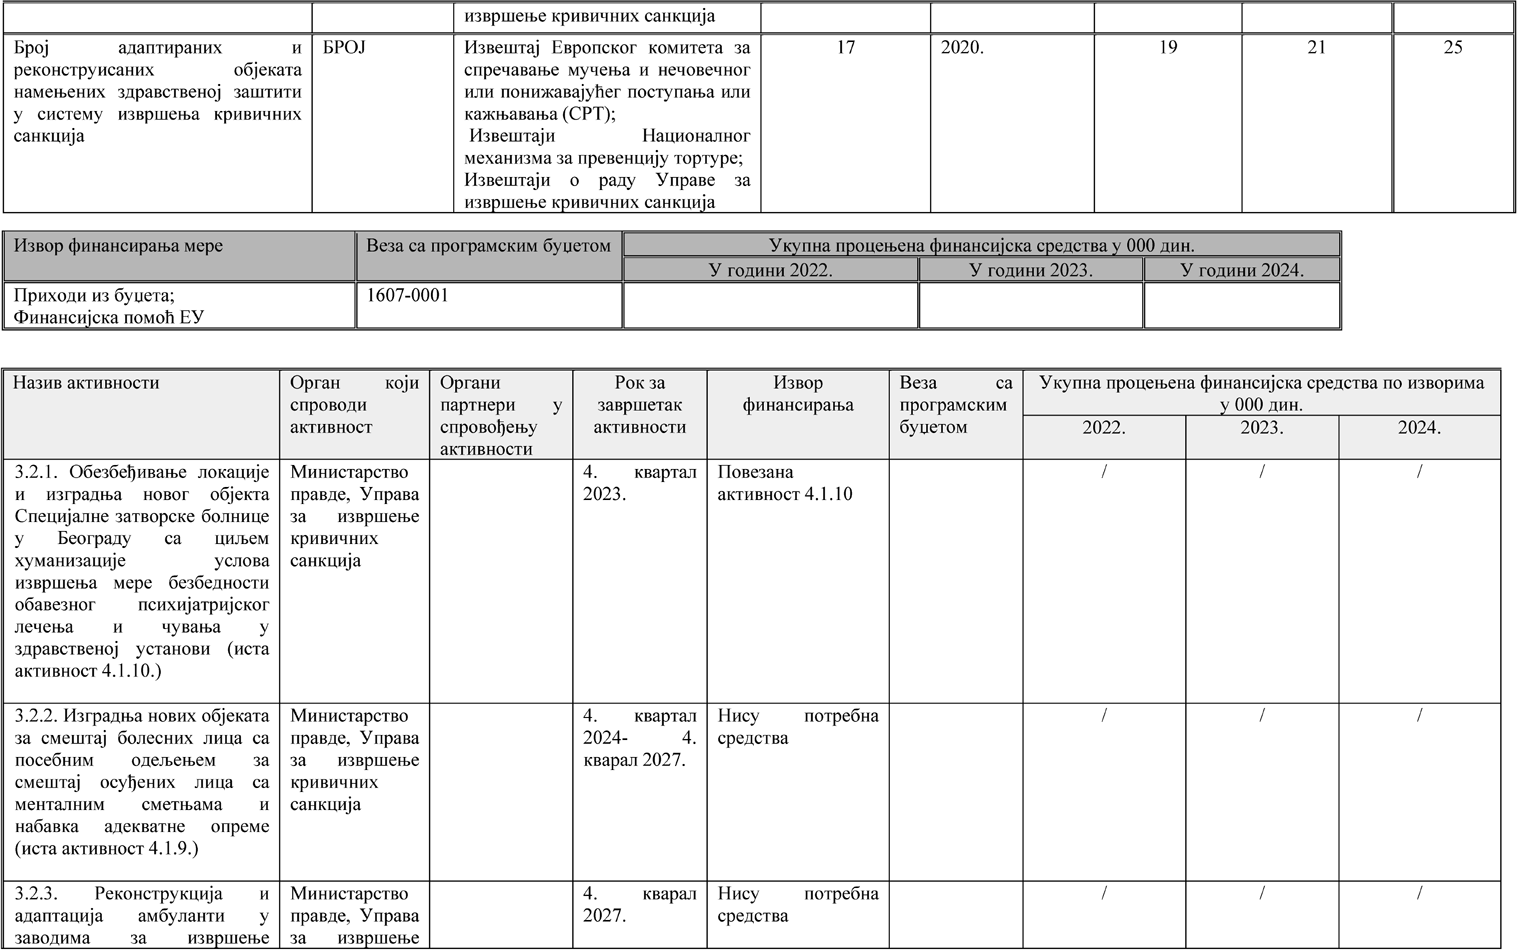 извршење кривичних санкција
Број адаптираних и
реконструисаних објеката
намењених здравственој заштити
у систему извршења кривичних
санкција
БРОЈ
Извештај Европског комитета за
спречавање мучења и нечовечног
или понижавајућег поступања или
кажњавања (CPT);
Извештаји Националног
механизма за превенцију тортуре;
Извештаји о раду Управе за
извршење кривичних санкција
17
2020.
19
21
25
Извор финансирања мере
Веза са програмским буџетом
Укупна процењена финансијска средства у 000 дин.
У години 2022.
У години 2023.
У години 2024.
Приходи из буџета;
Финансијска помоћ ЕУ
1607-0001
Назив активности
Орган који
спроводи
активност
Органи
партнери у
спровођењу
активности
Рок за
завршетак
активности
Извор
финансирања
Веза са
програмским
буџетом
Укупна процењена финансијска средства по изворима
у 000 дин.
2022.
2023.
2024.
3.2.1. Обезбеђивање локације
и изградња новог објекта
Специјалне затворске болнице
у Београду са циљем
хуманизације услова
извршења мере безбедности
обавезног психијатријског
лечења и чувања у
здравственој установи (иста
активност 4.1.10.)
Министарство
правде, Управа
за извршење
кривичних
санкција
4. квартал
2023.
Повезана
активност 4.1.10
/
/
/
3.2.2. Изградња нових објеката
за смештај болесних лица са
посебним одељењем за
смештај осуђених лица са
менталним сметњама и
набавка адекватне опреме
(иста активност 4.1.9.)
Министарство
правде, Управа
за извршење
кривичних
санкција
4. квартал
2024- 4.
кварал 2027.
Нису потребна
средства
/
/
/
3.2.3. Реконструкција и
адаптација амбуланти у
заводима за извршење
Министарство
правде, Управа
за извршење
4. кварал
2027.
Нису потребна
средства
/
/
/